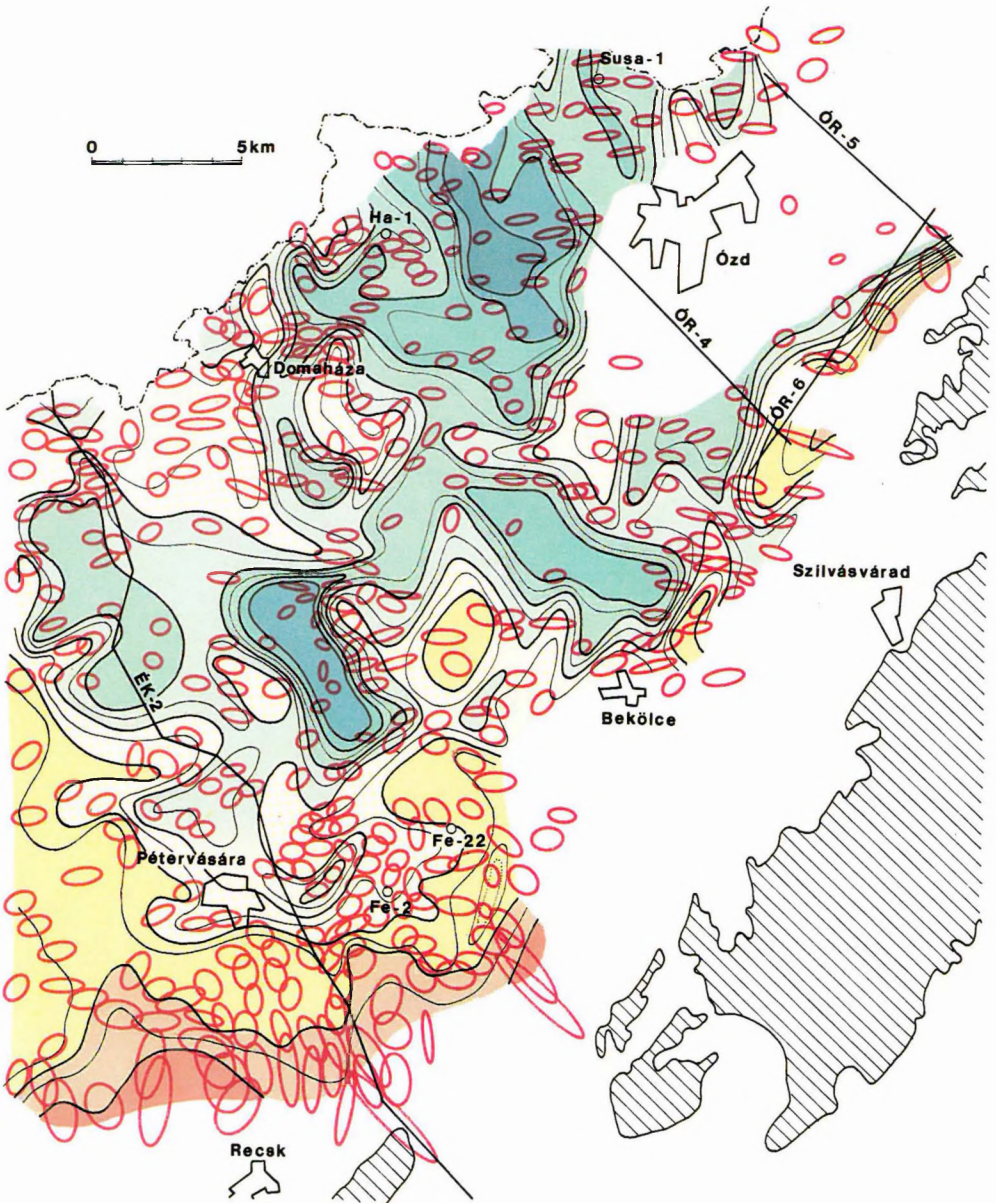 Susa-1
ÓR-5
0 5km
Ha-1
Ózd
ÓR-4
Domaháza
ÓR-6
Szilvásvárad
ÉK-2
Bekölce
Fe-22
Pétervására
Fe-2
Recsk